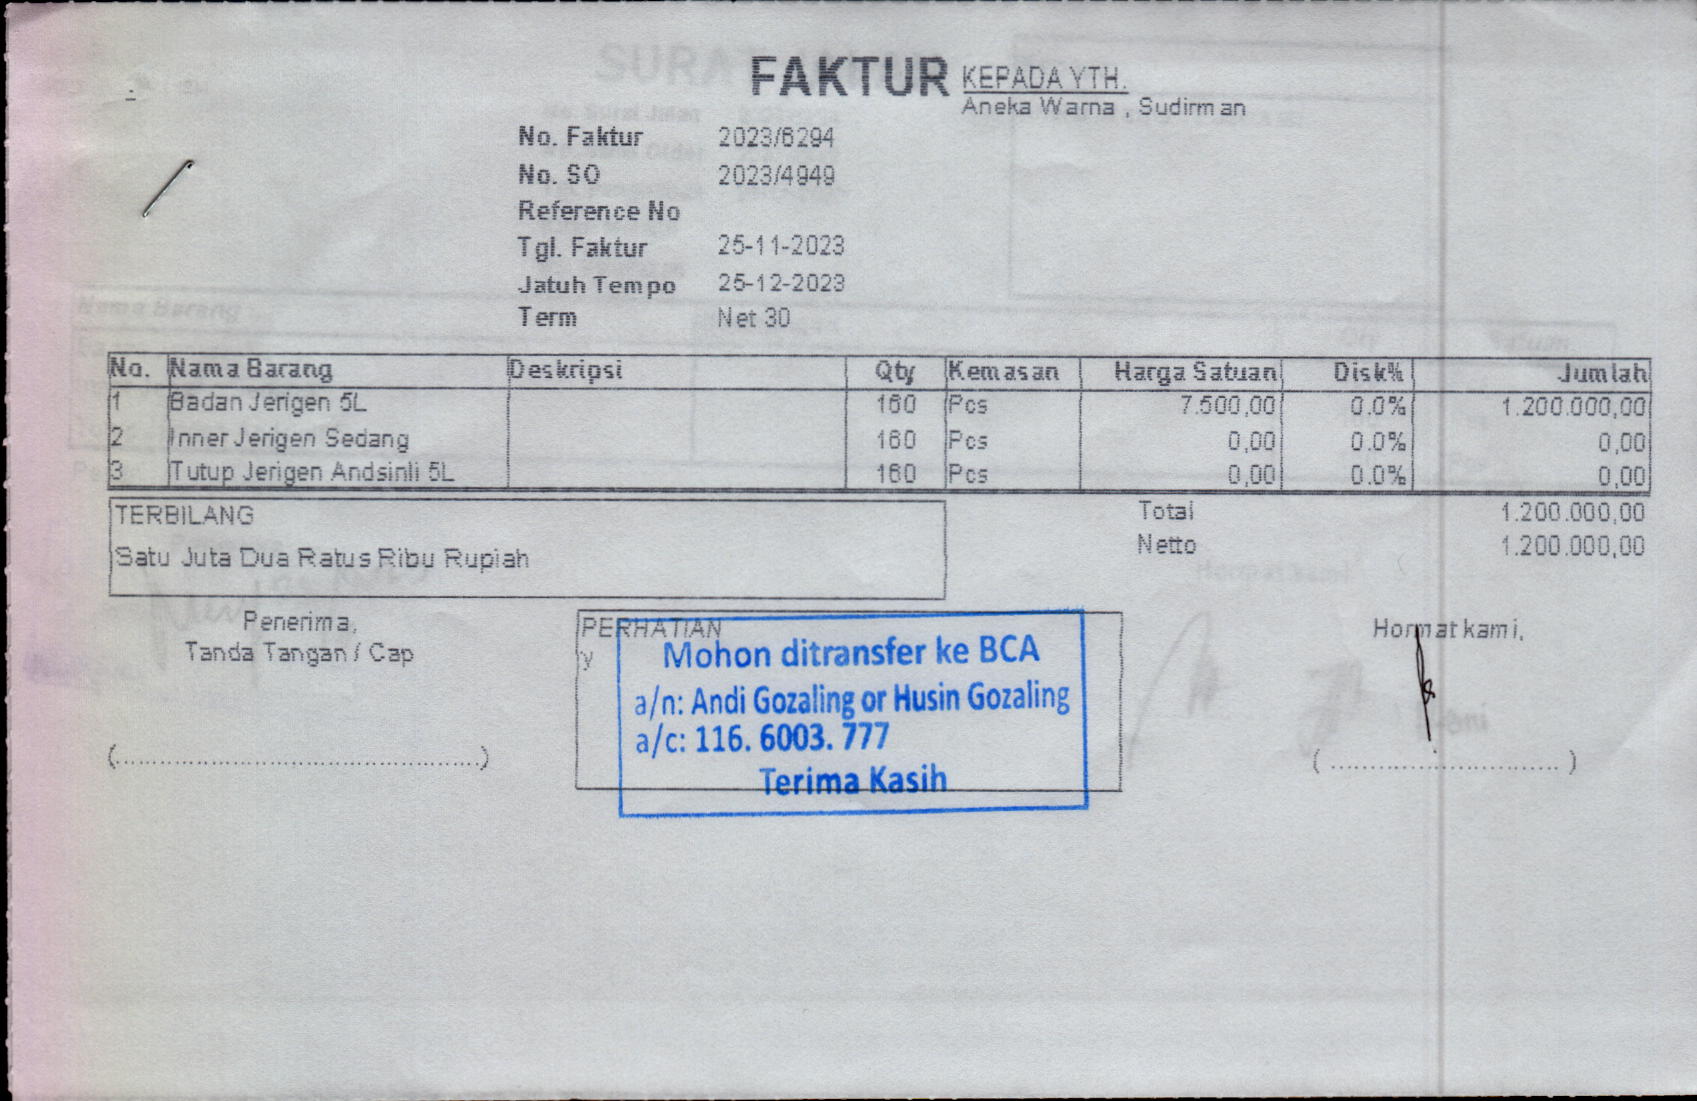 FAKTUR
KEPADA YTH.
Aneka Warna , Sudirman
No. Faktur 2023/6294
No. SO 2023/4949
Reference No
Tgl. Faktur 25-11-2023
Jatuh Tempo 25-12-2023
Term Net 30
No. Nama Barang Deskripsi Qty Kemasan Harga Satuan Disk% Jumlah
1 Badan Jerigen 5L 160 Pcs 7.500,00 0.0% 1.200.000,00
2 Inner Jerigen Sedang 160 Pcs 0,00 0.0% 0,00
3 Tutup Jerigen Andsinli 5L 160 Pcs 0,00 0.0% 0,00
TERBILANG
Satu Juta Dua Ratus Ribu Rupiah
Total 1.200.000,00
Netto 1.200.000,00
Penerima,
Tanda Tangan / Cap
(............................................)
PERHATIAN
y
Mohon ditransfer ke BCA
a/n: Andi Gozaling or Husin Gozaling
a/c: 116. 6003. 777
Terima Kasih
Hormat kami,
( ............................ )